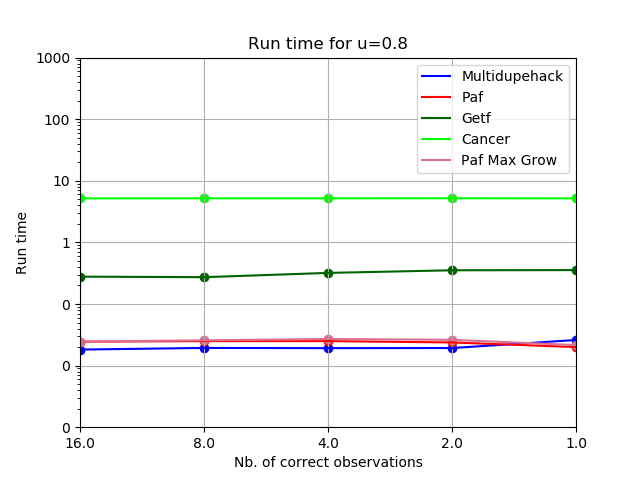 Run time for u=0.8
1000
100
10
1
0
0
0
Run time
Multidupehack
Paf
Getf
Cancer
Paf Max Grow
16.0 8.0 4.0 2.0 1.0
Nb. of correct observations